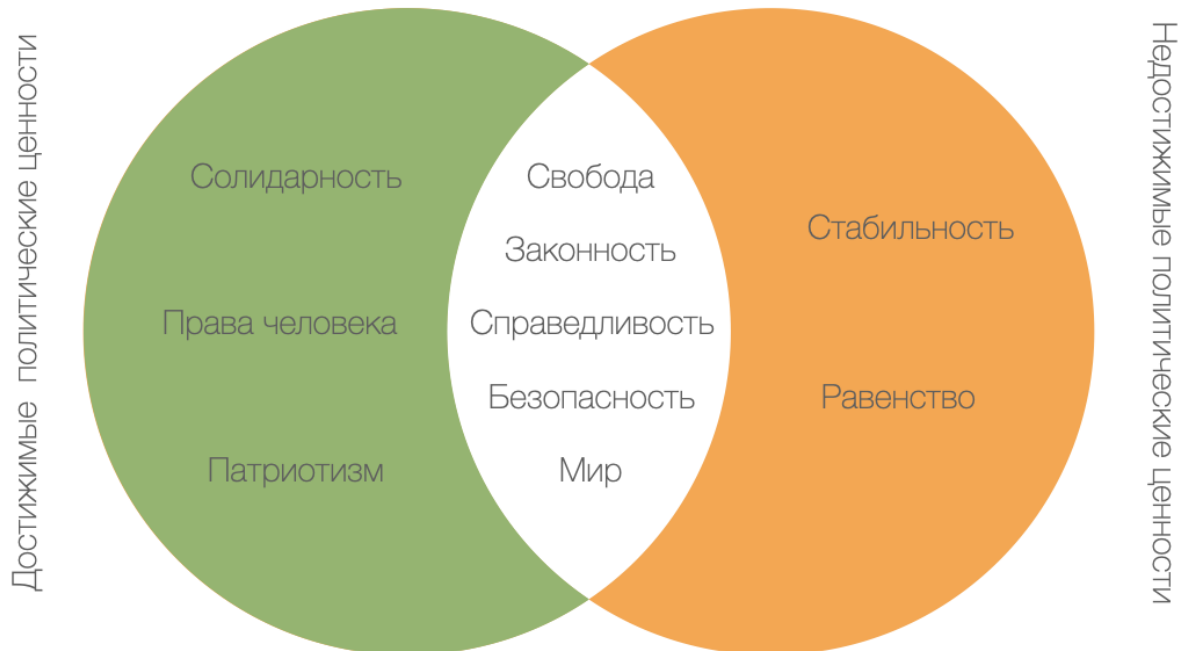 Достижимые политические ценности
Солидарность
Права человека
Патриотизм
Свобода
Законность
Справедливость
Безопасность
Мир
Стабильность
Равенство
Недостижимые политические ценности